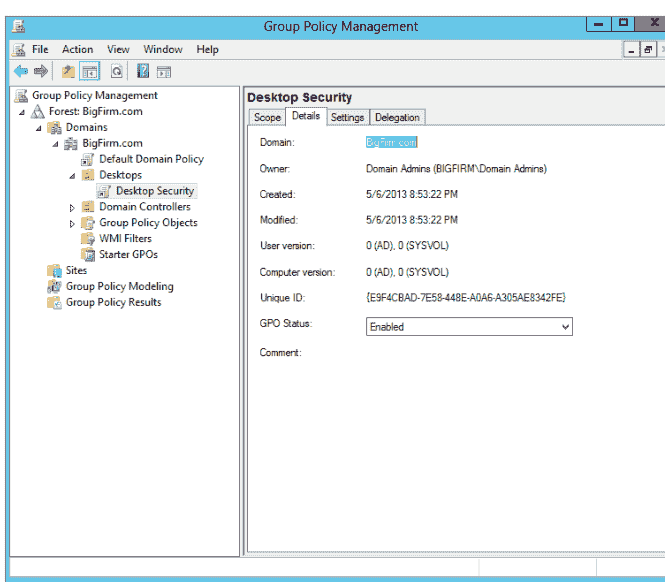 Group Policy Management
File Action View Window Help
Group Policy Management
Forest: BigFirm.com
Domains
BigFirm.com
Default Domain Policy
Desktops
Desktop Security
Domain Controllers
Group Policy Objects
WMI Filters
Starter GPOs
Sites
Group Policy Modeling
Group Policy Results
Desktop Security
Scope Details Settings Delegation
Domain: BigFirm.com
Owner: Domain Admins (BIGFIRM\Domain Admins)
Created: 5/6/2013 8:53:22 PM
Modified: 5/6/2013 8:53:22 PM
User version: 0 (AD), 0 (SYSVOL)
Computer version: 0 (AD), 0 (SYSVOL)
Unique ID: {E9F4CBAD-7E58-448E-A0A6-A305AE8342FE}
GPO Status: Enabled
Comment: